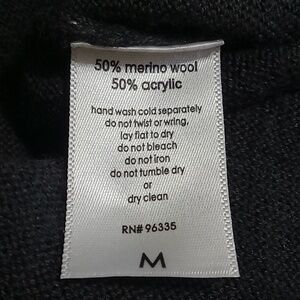 50% merino wool
50% acrylic
hand wash cold separately
do not twist or wring,
lay flat to dry
do not bleach
do not iron
do not tumble dry
or
dry clean
RN# 96335
M